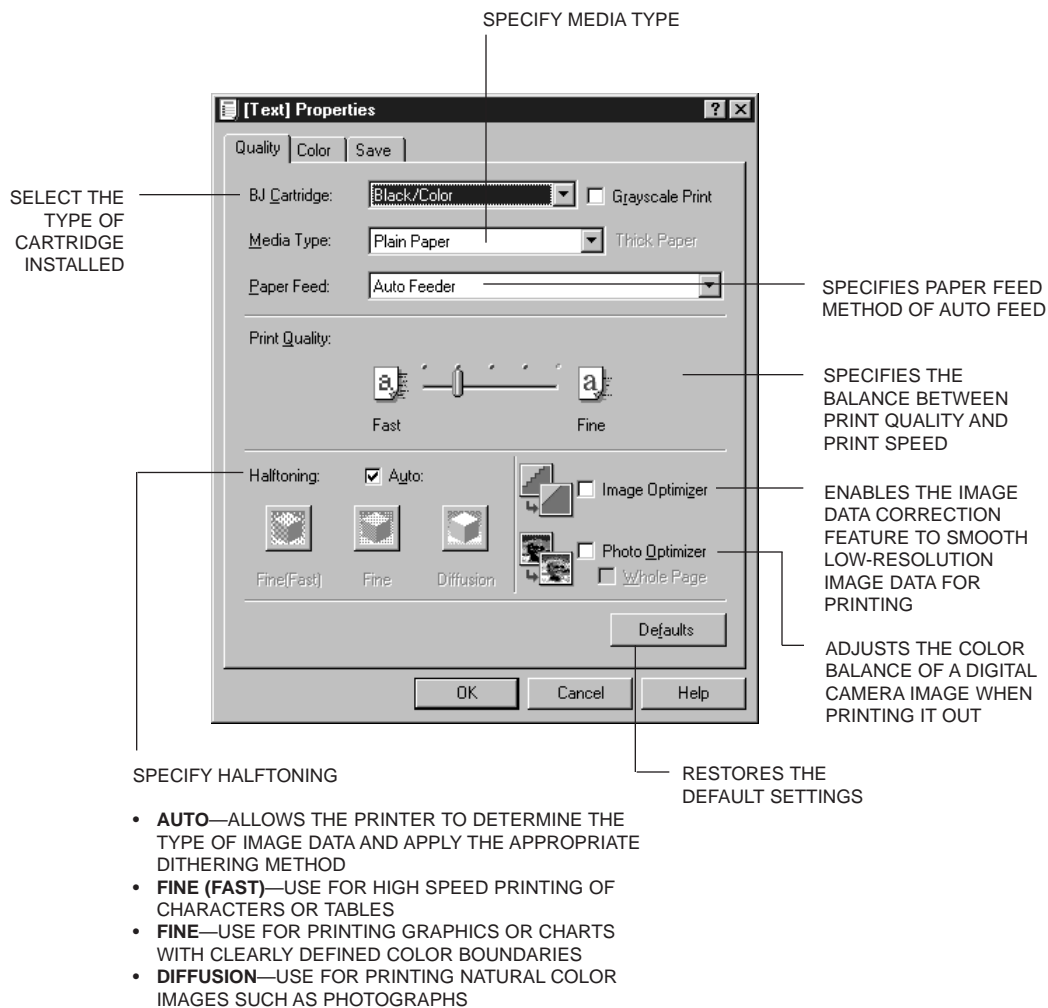 SPECIFY MEDIA TYPE
[Text] Properties
Quality
Color
Save
SELECT THE
TYPE OF
CARTRIDGE
INSTALLED
BJ Cartridge:
Black/Color
Grayscale Print
Media Type:
Plain Paper
Thick Paper
Paper Feed:
Auto Feeder
SPECIFIES PAPER FEED
METHOD OF AUTO FEED
Print Quality:
Fast
Fine
SPECIFIES THE
BALANCE BETWEEN
PRINT QUALITY AND
PRINT SPEED
Halftoning:
Auto:
Fine(Fast)
Fine
Diffusion
Image Optimizer
Photo Optimizer
Whole Page
ENABLES THE IMAGE
DATA CORRECTION
FEATURE TO SMOOTH
LOW-RESOLUTION
IMAGE DATA FOR
PRINTING
Defaults
ADJUSTS THE COLOR
BALANCE OF A DIGITAL
CAMERA IMAGE WHEN
PRINTING IT OUT
OK
Cancel
Help
SPECIFY HALFTONING
RESTORES THE
DEFAULT SETTINGS
• AUTO—ALLOWS THE PRINTER TO DETERMINE THE
TYPE OF IMAGE DATA AND APPLY THE APPROPRIATE
DITHERING METHOD
• FINE (FAST)—USE FOR HIGH SPEED PRINTING OF
CHARACTERS OR TABLES
• FINE—USE FOR PRINTING GRAPHICS OR CHARTS
WITH CLEARLY DEFINED COLOR BOUNDARIES
• DIFFUSION—USE FOR PRINTING NATURAL COLOR
IMAGES SUCH AS PHOTOGRAPHS